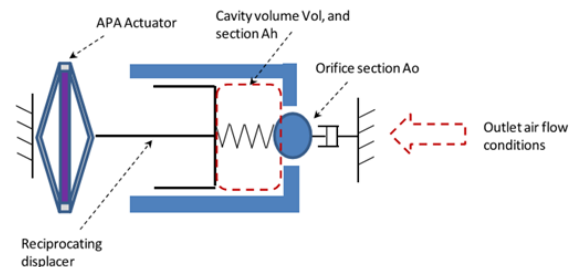 APA Actuator
Cavity volume Vol, and
section Ah
Orifice section Ao
Outlet air flow
conditions
Reciprocating
displacer